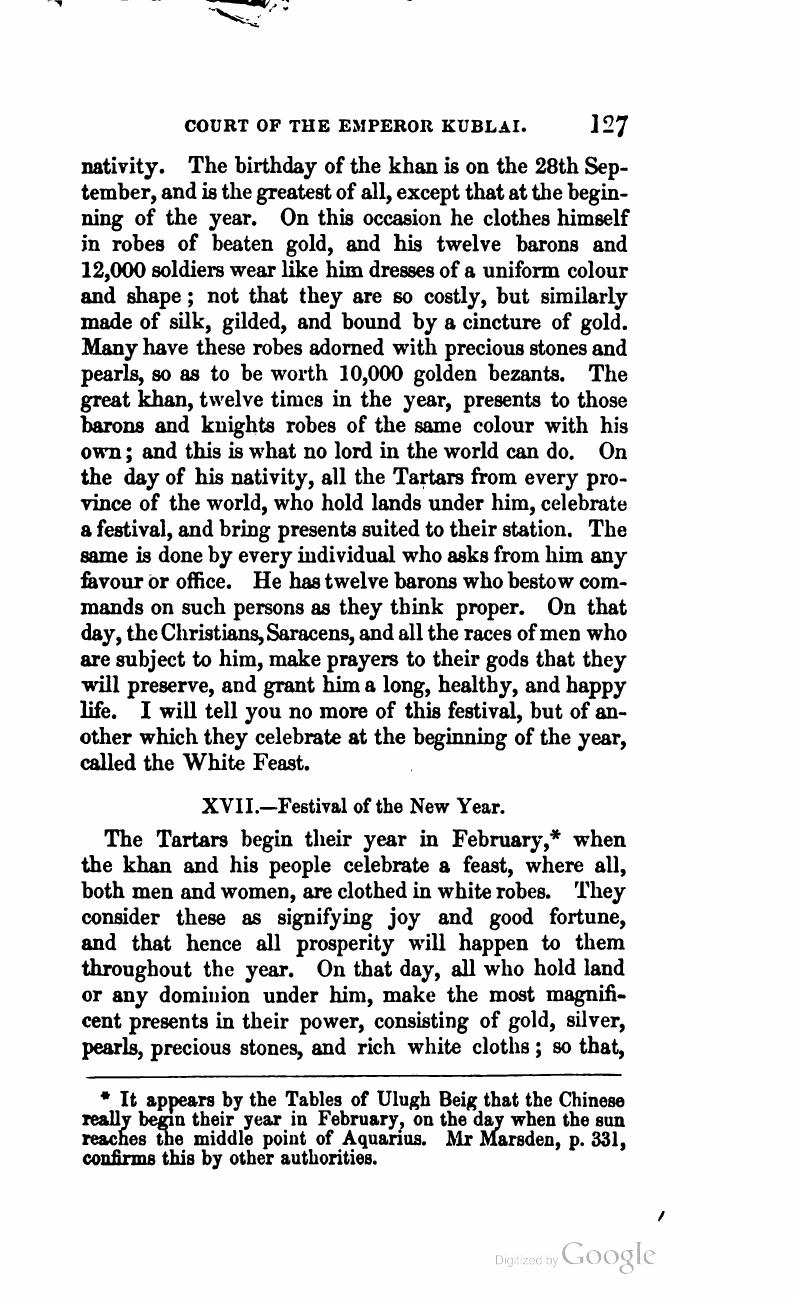 COURT OF THE EMPEROR KUBLAI. 127
nativity. The birthday of the khan is on the 28th Sep-
tember, and is the greatest of all, except that at the begin-
ning of the year. On this occasion he clothes himself
in robes of beaten gold, and his twelve barons and
12,000 soldiers wear like him dresses of a uniform colour
and shape; not that they are so costly, but similarly
made of silk, gilded, and bound by a cincture of gold.
Many have these robes adorned with precious stones and
pearls, so as to be worth 10,000 golden bezants. The
great khan, twelve times in the year, presents to those
barons and knights robes of the same colour with his
own; and this is what no lord in the world can do. On
the day of his nativity, all the Tartars from every pro-
vince of the world, who hold lands under him, celebrate
a festival, and bring presents suited to their station. The
same is done by every individual who asks from him any
favour or office. He has twelve barons who bestow com-
mands on such persons as they think proper. On that
day, the Christians, Saracens, and all the races of men who
are subject to him, make prayers to their gods that they
will preserve, and grant him a long, healthy, and happy
life. I will tell you no more of this festival, but of an-
other which they celebrate at the beginning of the year,
called the White Feast.
XVII.—Festival of the New Year.
The Tartars begin their year in February,* when
the khan and his people celebrate a feast, where all,
both men and women, are clothed in white robes. They
consider these as signifying joy and good fortune,
and that hence all prosperity will happen to them
throughout the year. On that day, all who hold land
or any dominion under him, make the most magnifi-
cent presents in their power, consisting of gold, silver,
pearls, precious stones, and rich white cloths; so that,
* It appears by the Tables of Ulugh Beig that the Chinese
really begin their year in February, on the day when the sun
reaches the middle point of Aquarius. Mr Marsden, p. 331,
confirms this by other authorities.
Digitized by Google